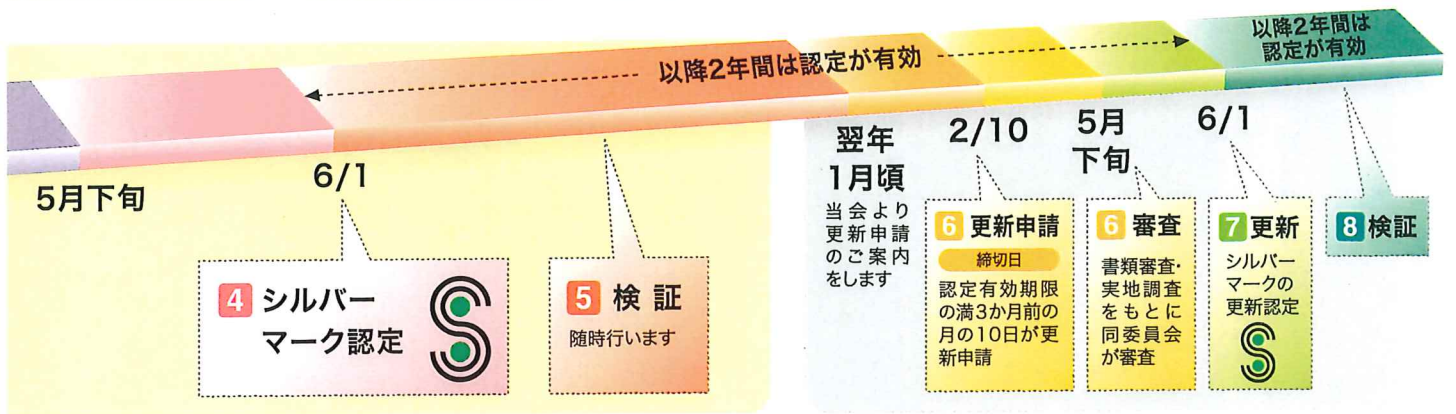 以降2年間は認定が有効
以降2年間は
認定が有効
5月下旬
6/1
翌年
1月頃
当会より
更新申請
のご案内
をします
2/10
5月
下旬
6/1
4 シルバー
マーク認定
5 検証
随時行います
6 更新申請
締切日
認定有効期限
の満3か月前の
月の10日が更
新申請
6 審査
書類審査・
実地調査
をもとに
同委員会
が審査
7 更新
シルバー
マークの
更新認定
8 検証